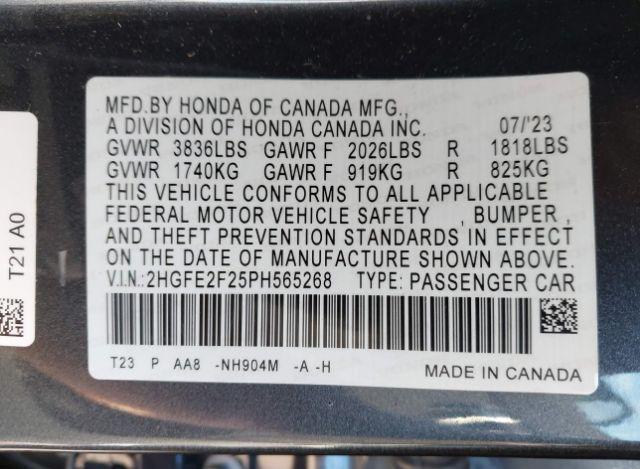 MFD.BY HONDA OF CANADA MFG.,
A DIVISION OF HONDA CANADA INC. 07/'23
GVWR 3836LBS GAWR F 2026LBS R 1818LBS
GVWR 1740KG GAWR F 919KG R 825KG
THIS VEHICLE CONFORMS TO ALL APPLICABLE
FEDERAL MOTOR VEHICLE SAFETY , BUMPER ,
AND THEFT PREVENTION STANDARDS IN EFFECT
ON THE DATE OF MANUFACTURE SHOWN ABOVE.
V.I.N.:2HGFE2F25PH565268 TYPE: PASSENGER CAR
T23 P AA8 -NH904M -A -H
MADE IN CANADA
T21 A0